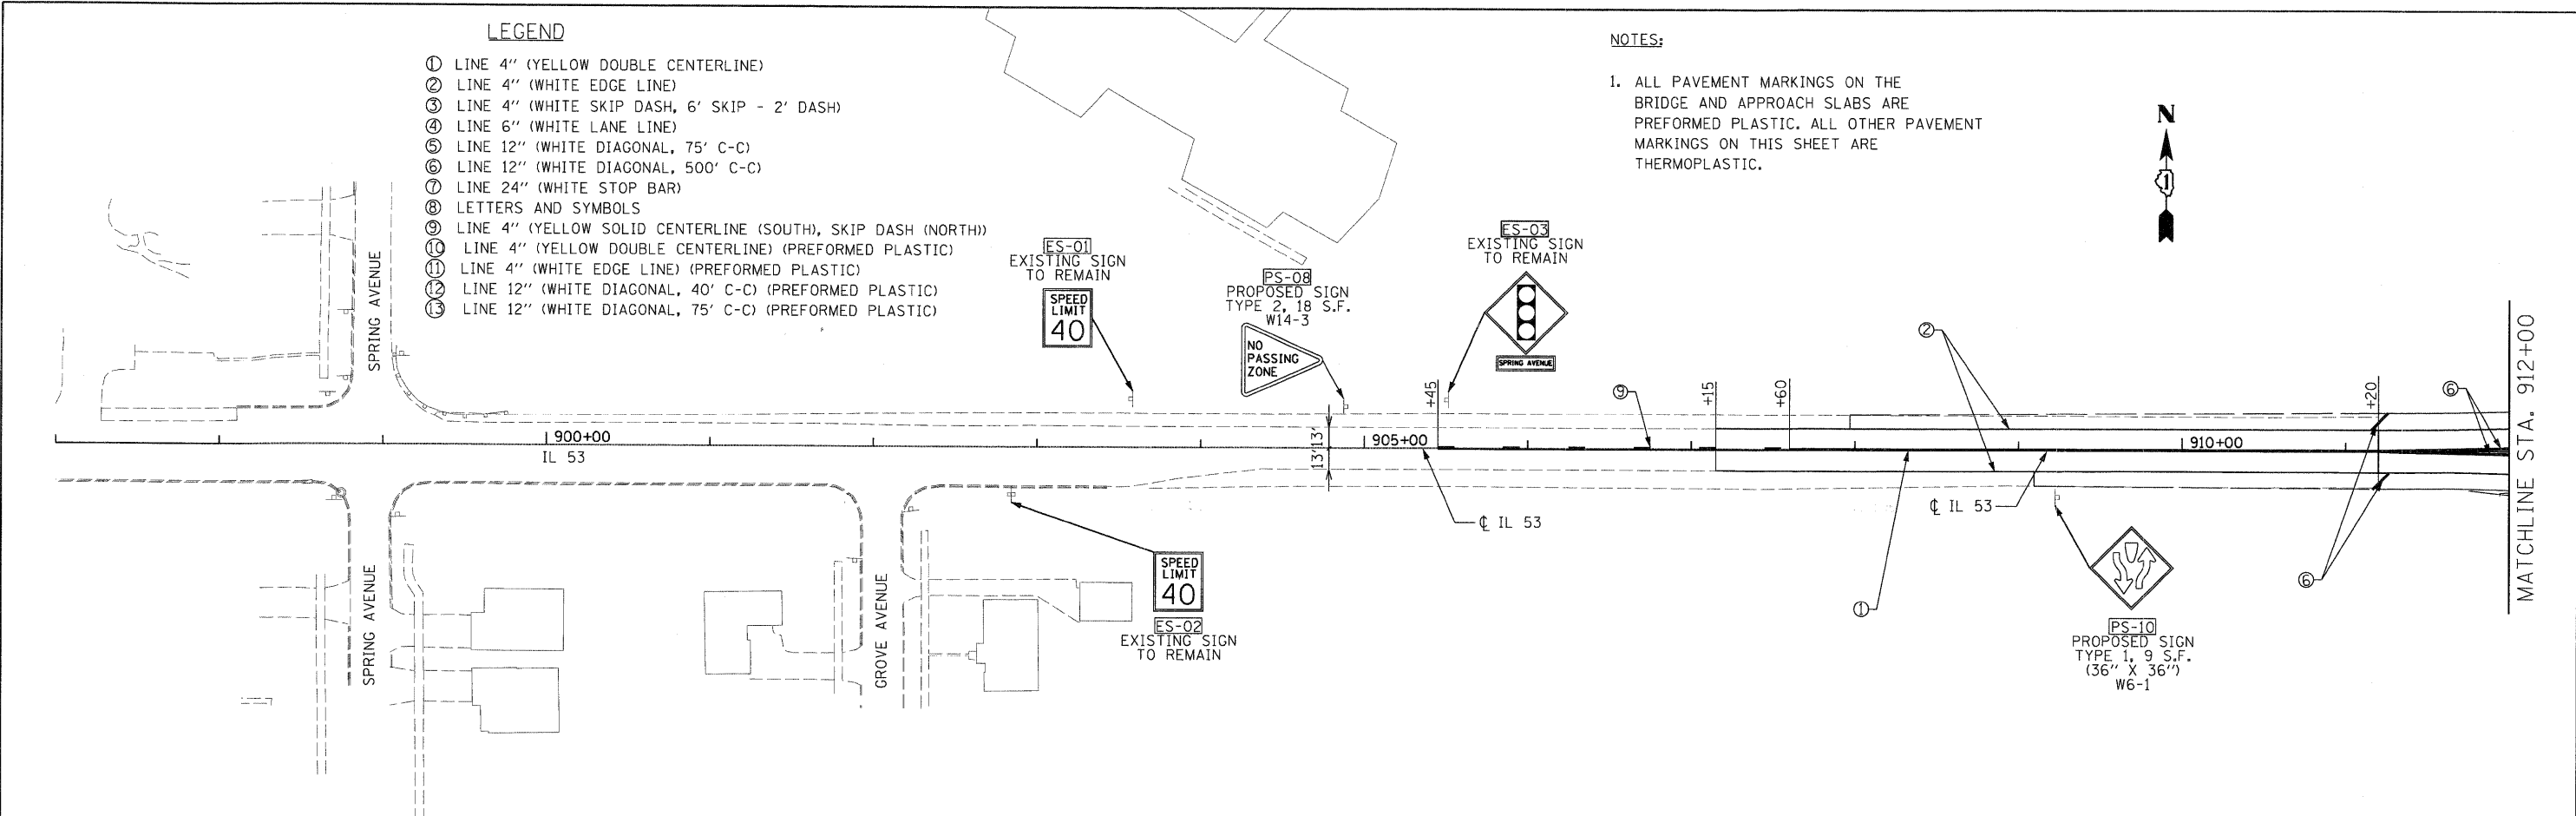 LEGEND
① LINE 4" (YELLOW DOUBLE CENTERLINE)
② LINE 4" (WHITE EDGE LINE)
③ LINE 4" (WHITE SKIP DASH, 6' SKIP - 2' DASH)
④ LINE 6" (WHITE LANE LINE)
⑤ LINE 12" (WHITE DIAGONAL, 75' C-C)
⑥ LINE 12" (WHITE DIAGONAL, 500' C-C)
⑦ LINE 24" (WHITE STOP BAR)
⑧ LETTERS AND SYMBOLS
⑨ LINE 4" (YELLOW SOLID CENTERLINE (SOUTH), SKIP DASH (NORTH))
⑩ LINE 4" (YELLOW DOUBLE CENTERLINE) (PREFORMED PLASTIC)
⑪ LINE 4" (WHITE EDGE LINE) (PREFORMED PLASTIC)
⑫ LINE 12" (WHITE DIAGONAL, 40' C-C) (PREFORMED PLASTIC)
⑬ LINE 12" (WHITE DIAGONAL, 75' C-C) (PREFORMED PLASTIC)
NOTES:
1. ALL PAVEMENT MARKINGS ON THE
BRIDGE AND APPROACH SLABS ARE
PREFORMED PLASTIC. ALL OTHER PAVEMENT
MARKINGS ON THIS SHEET ARE
THERMOPLASTIC.
N
1
SPRING AVENUE
ES-01
EXISTING SIGN
TO REMAIN
SPEED
LIMIT
40
PS-08
PROPOSED SIGN
TYPE 2, 18 S.F.
W14-3
NO
PASSING
ZONE
ES-03
EXISTING SIGN
TO REMAIN
SPRING AVENUE
+45
⑨
+15
+60
②
+20
⑥
MATCHLINE STA. 912+00
900+00
IL 53
13'
13'
905+00
910+00
℄ IL 53
℄ IL 53
①
⑥
SPRING AVENUE
GROVE AVENUE
SPEED
LIMIT
40
ES-02
EXISTING SIGN
TO REMAIN
PS-10
PROPOSED SIGN
TYPE 1, 9 S.F.
(36" X 36")
W6-1